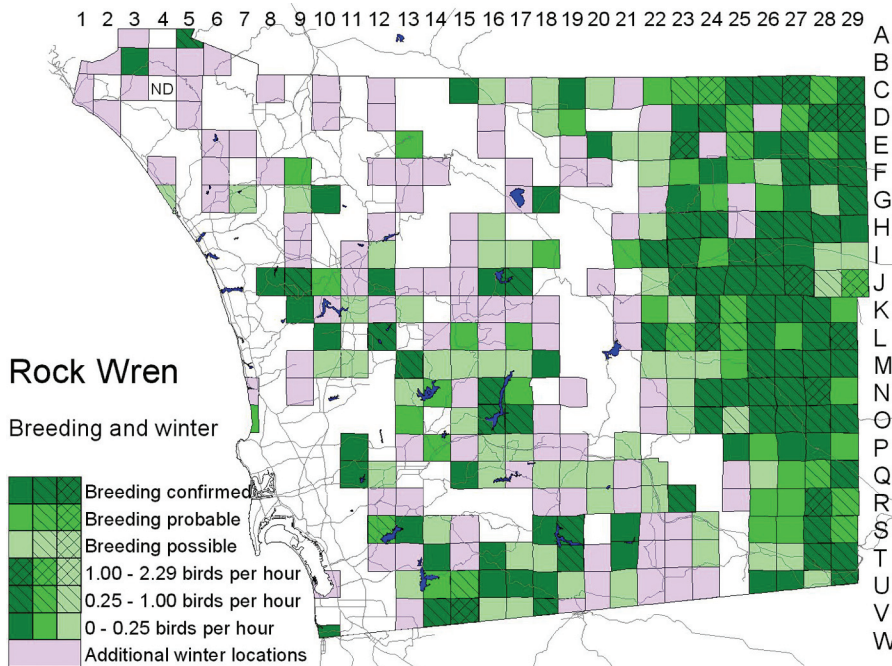 1 2 3 4 5 6 7 8 9 10 11 12 13 14 15 16 17 18 19 20 21 22 23 24 25 26 27 28 29
A
B
C
ND
D
E
F
G
H
I
J
K
L
M
N
O
P
Q
R
S
T
U
V
W
Rock Wren
Breeding and winter
Breeding confirmed
Breeding probable
Breeding possible
1.00 - 2.29 birds per hour
0.25 - 1.00 birds per hour
0 - 0.25 birds per hour
Additional winter locations